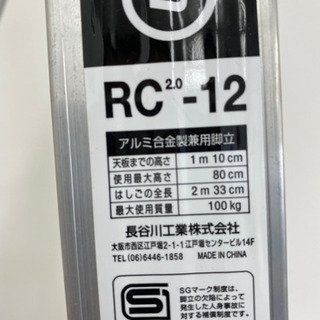 RC2.0-12
アルミ合金製兼用脚立
天板までの高さ 1m 10cm
使用最大高さ 80cm
はしごの全長 2m 33cm
最大使用質量 100kg
長谷川工業株式会社
大阪市西区江戸堀2-1-1 江戸堀センタービル14F
TEL (06)6446-1858 MADE IN CHINA
SGマーク制度は、
脚立の欠陥によって
発生した人身事故に
対する補償制度です。